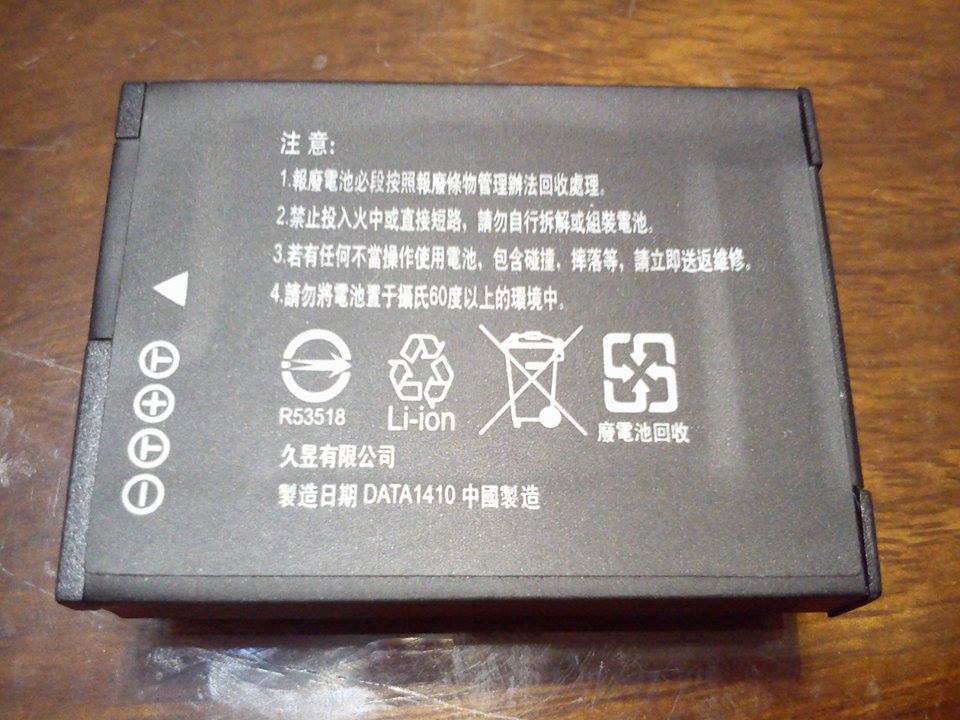 注意:
1.報廢電池必段按照報廢條物管理辦法回收處理。
2.禁止投入火中或直接短路，請勿自行拆解或組裝電池。
3.若有任何不當操作使用電池，包含碰撞，摔落等，請立即送返維修。
4.請勿將電池置于攝氏60度以上的環境中。
R53518
Li-ion
廢電池回收
久昱有限公司
製造日期 DATA1410 中國製造
T
+
T
−